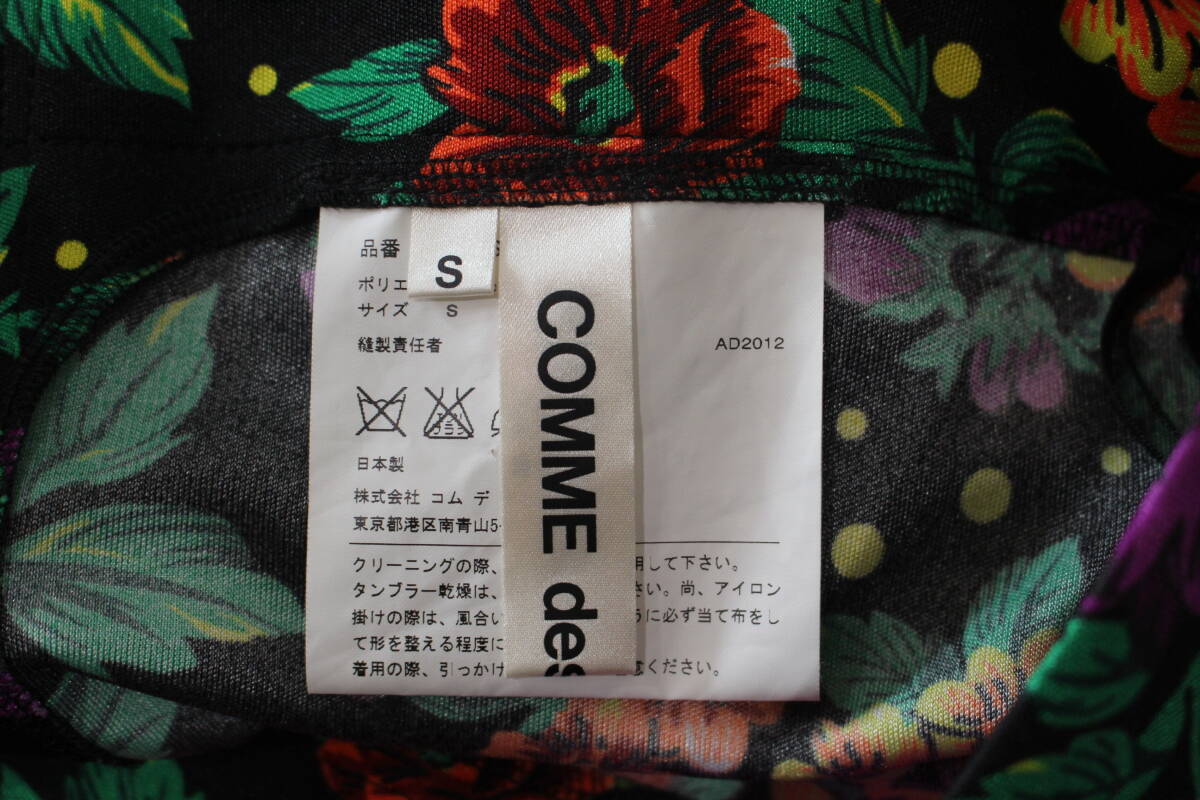 品番
S
ポリエ
サイズ S
縫製責任者
AD2012
日本製
株式会社 コム デ
東京都港区南青山5-
クリーニングの際、 用して下さい。
タンブラー乾燥は、 さい。尚、アイロン
掛けの際は、風合い うに必ず当て布をし
て形を整える程度に
着用の際、引っかけ 意ください。
COMME des